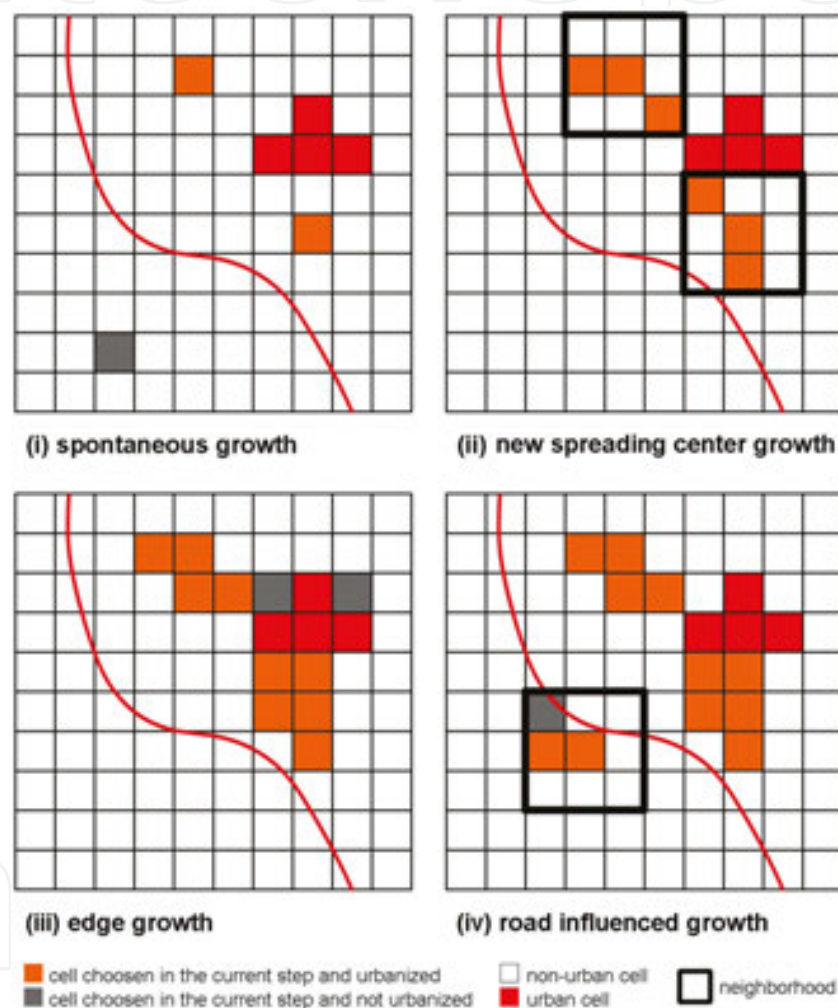 (i) spontaneous growth
(ii) new spreading center growth
(iii) edge growth
(iv) road influenced growth
cell choosen in the current step and urbanized
cell choosen in the current step and not urbanized
non-urban cell
urban cell
neighborhood